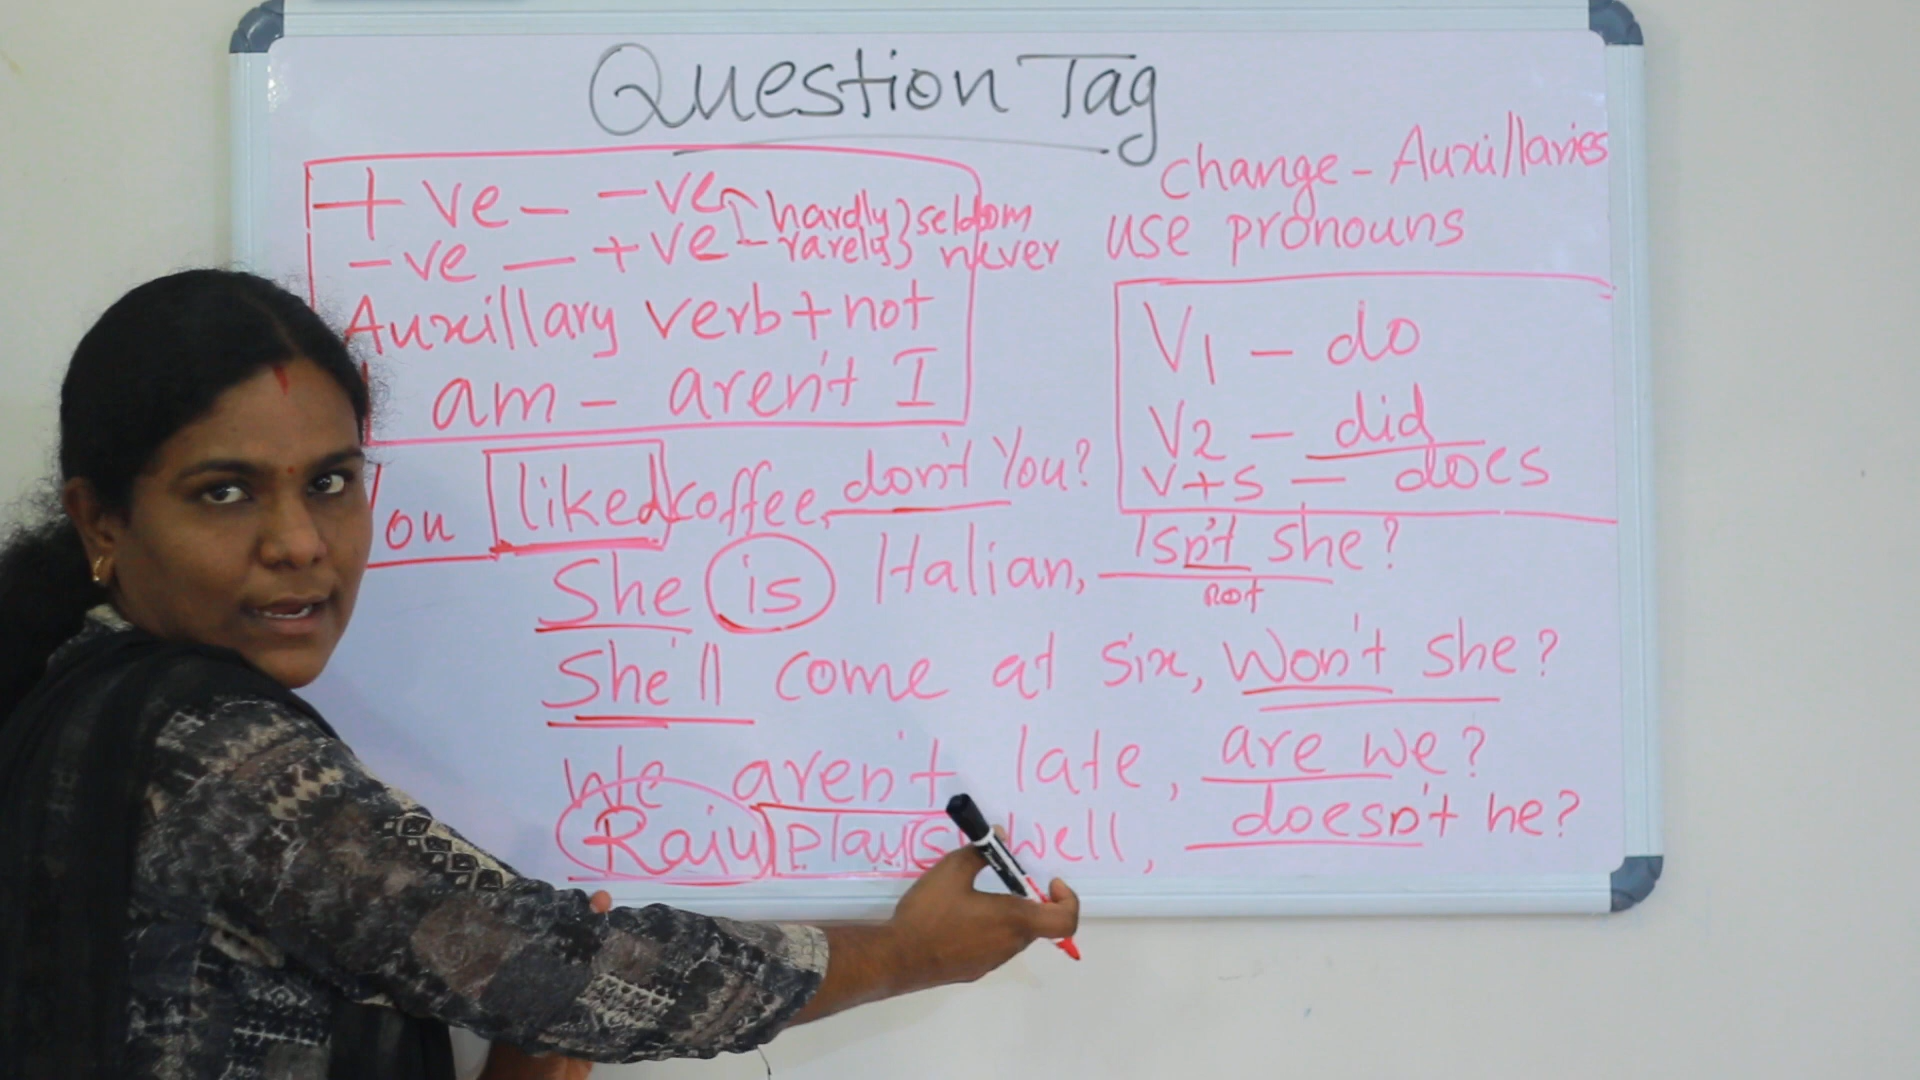 Question Tag
+ve - -ve hardly } seldom
-ve - +ve - rarely } never
Auxillary verb + not
am - aren't I
change - Auxillaries
use pronouns
V1 - do
V2 - did
V+S = does
You liked coffee, don't You?
She is Italian, Isn't she?
not
She'll come at six, Won't she?
We aren't late, are we?
Raju plays well, doesn't he?